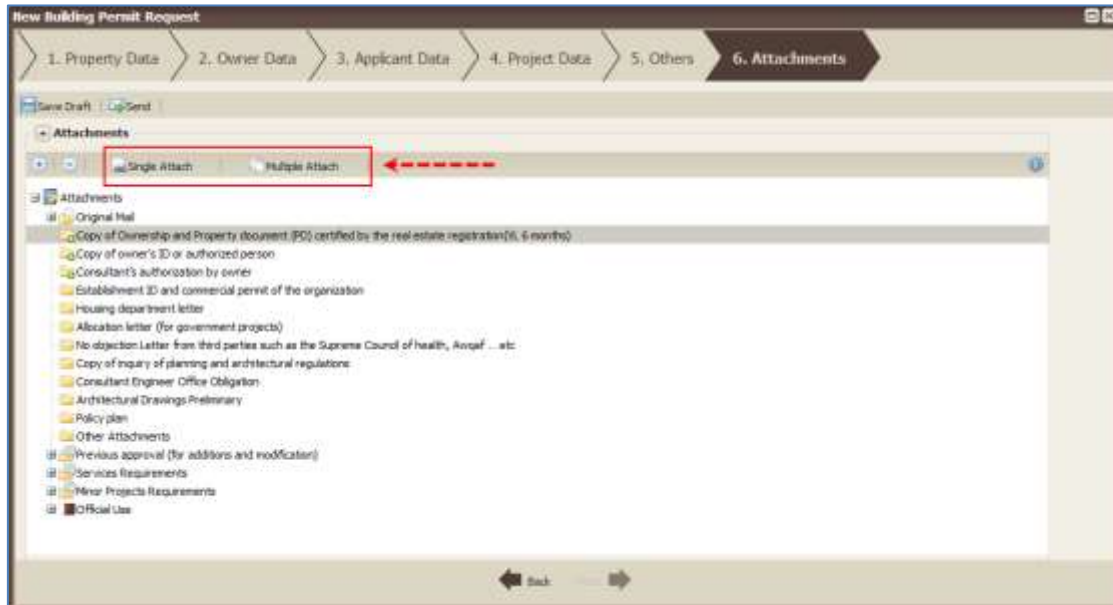 New Building Permit Request
1. Property Data 2. Owner Data 3. Applicant Data 4. Project Data 5. Others 6. Attachments
Save Draft Send
Attachments
Single Attach Multiple Attach
Attachments
Original Mail
Copy of Ownership and Property document (PD) certified by the real estate registration( 6 months)
Copy of owner's ID or authorized person
Consultant's authorization by owner
Establishment ID and commercial permit of the organization
Housing department letter
Allocation letter (for government projects)
No objection Letter from third parties such as the Supreme Council of health, Awqaf ... etc
Copy of inquiry of planning and architectural regulations
Consultant Engineer Office Obligation
Architectural Drawings Preliminary
Policy plan
Other Attachments
Previous approval (for additions and modification)
Services Requirements
Minor Projects Requirements
Official Use
Back